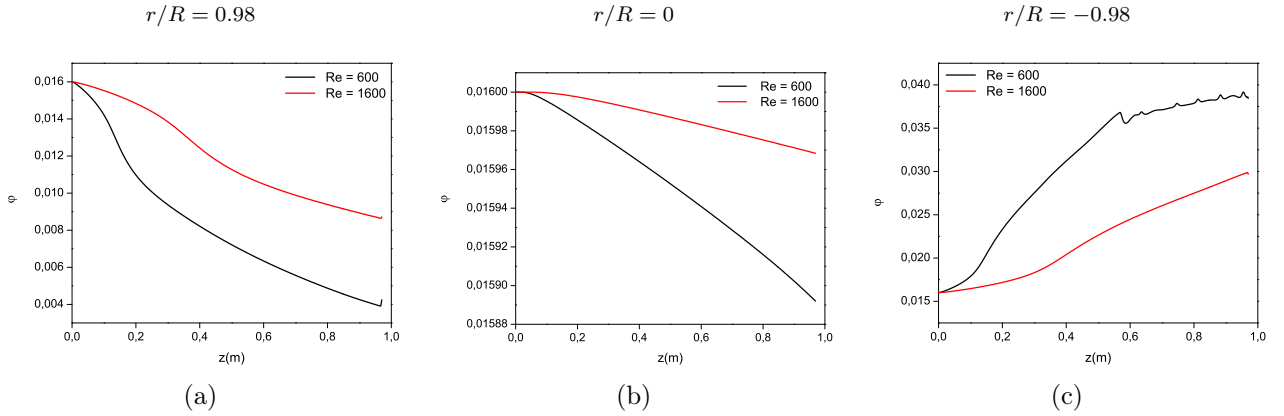 r/R = 0.98
r/R = 0
r/R = −0.98
0,016
0,014
0,012
0,010
0,008
0,006
0,004
φ
Re = 600
Re = 1600
0,0 0,2 0,4 0,6 0,8 1,0
z(m)
(a)
0,01600
0,01598
0,01596
0,01594
0,01592
0,01590
0,01588
φ
Re = 600
Re = 1600
0,0 0,2 0,4 0,6 0,8 1,0
z(m)
(b)
0,040
0,035
0,030
0,025
0,020
0,015
φ
Re = 600
Re = 1600
0,0 0,2 0,4 0,6 0,8 1,0
z(m)
(c)